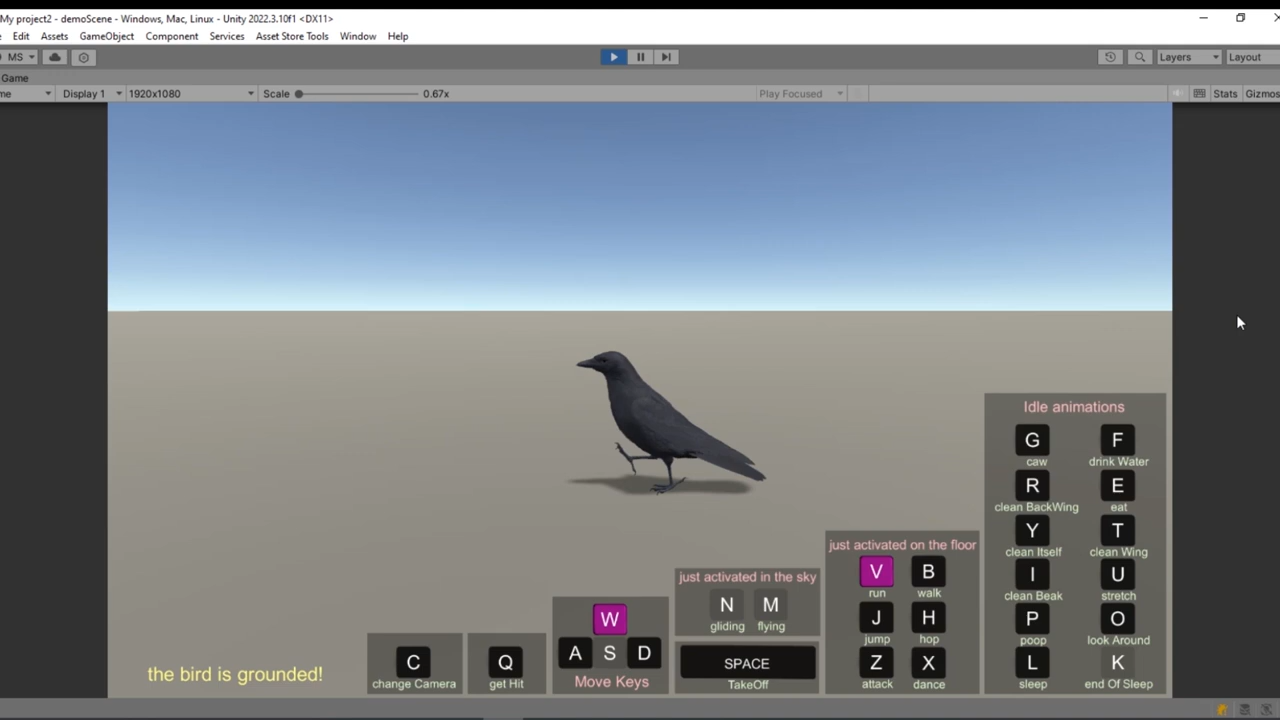 My project2 - demoScene - Windows, Mac, Linux - Unity 2022.3.10f1 <DX11>
Edit Assets GameObject Component Services Asset Store Tools Window Help
MS Layers Layout
Game
me Display 1 1920x1080 Scale 0.67x Play Focused Stats Gizmos
Idle animations
G F
caw drink Water
R E
clean BackWing eat
Y T
clean Itself clean Wing
I U
clean Beak stretch
P O
poop look Around
L K
sleep end Of Sleep
just activated on the floor
V B
run walk
J H
jump hop
Z X
attack dance
just activated in the sky
N M
gliding flying
SPACE
TakeOff
W
A S D
Move Keys
Q
get Hit
C
change Camera
the bird is grounded!